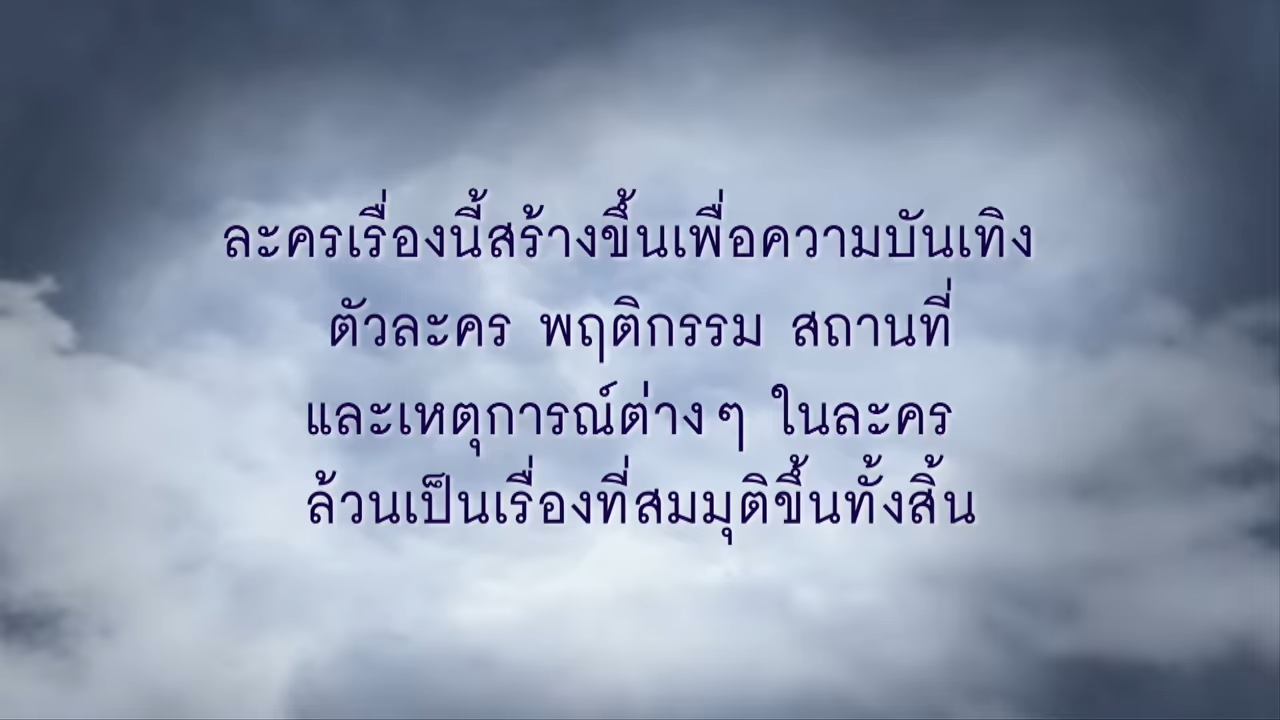 ละครเรื่องนี้สร้างขึ้นเพื่อความบันเทิง
ตัวละคร พฤติกรรม สถานที่
และเหตุการณ์ต่างๆ ในละคร
ล้วนเป็นเรื่องที่สมมุติขึ้นทั้งสิ้น